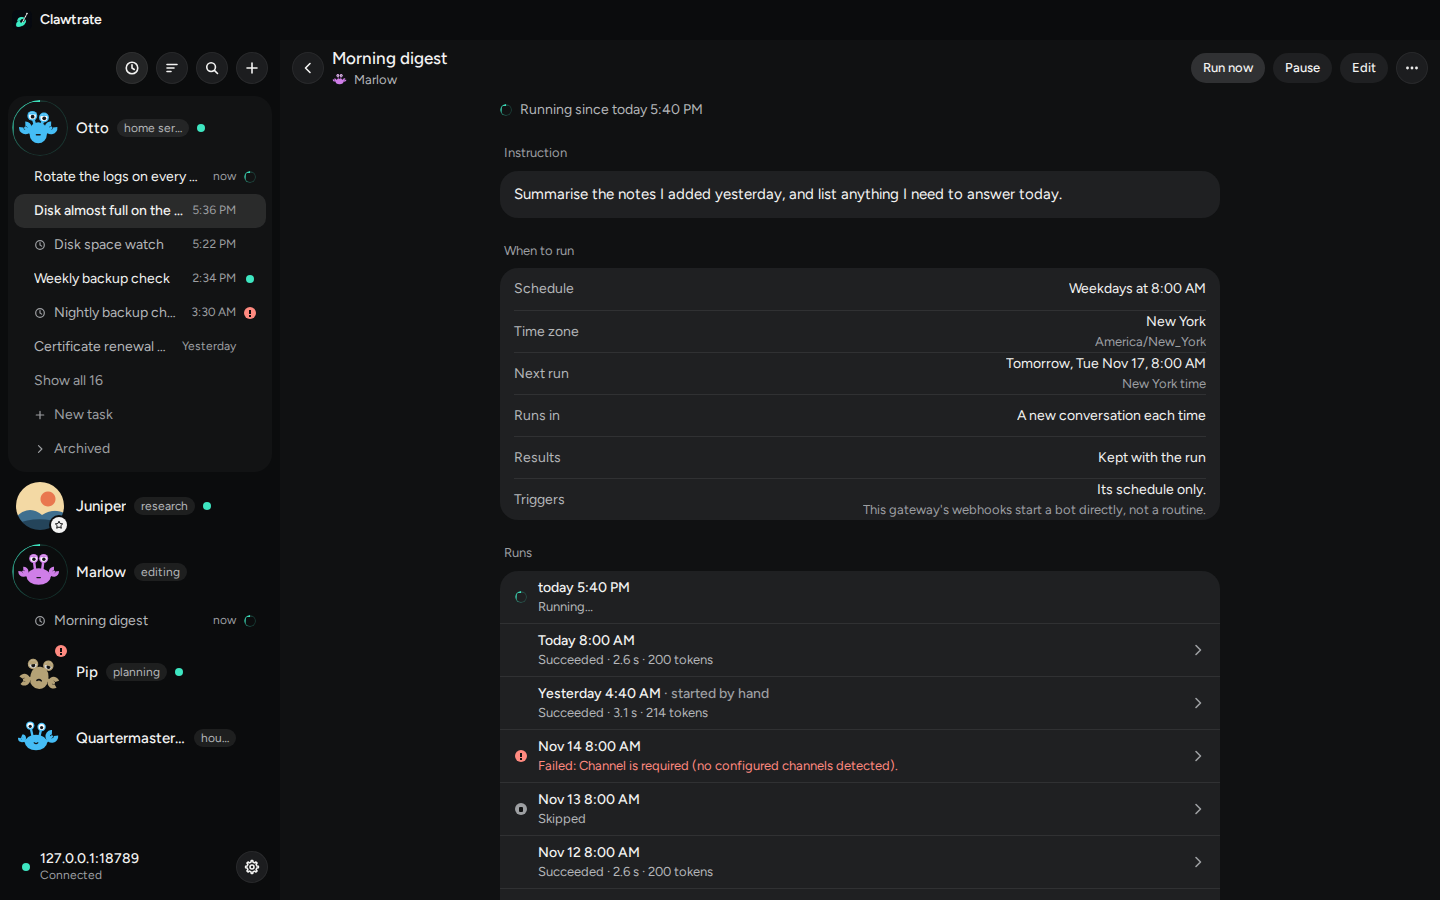 Clawtrate
Morning digest
Marlow
Run now
Pause
Edit
Otto
home ser...
Rotate the logs on every ...
now
Disk almost full on the ...
5:36 PM
Disk space watch
5:22 PM
Weekly backup check
2:34 PM
Nightly backup ch...
3:30 AM
Certificate renewal ...
Yesterday
Show all 16
New task
Archived
Juniper
research
Marlow
editing
Morning digest
now
Pip
planning
Quartermaster...
hou...
127.0.0.1:18789
Connected
Running since today 5:40 PM
Instruction
Summarise the notes I added yesterday, and list anything I need to answer today.
When to run
Schedule
Weekdays at 8:00 AM
Time zone
New York
America/New_York
Next run
Tomorrow, Tue Nov 17, 8:00 AM
New York time
Runs in
A new conversation each time
Results
Kept with the run
Triggers
Its schedule only.
This gateway's webhooks start a bot directly, not a routine.
Runs
today 5:40 PM
Running...
Today 8:00 AM
Succeeded · 2.6 s · 200 tokens
Yesterday 4:40 AM · started by hand
Succeeded · 3.1 s · 214 tokens
Nov 14 8:00 AM
Failed: Channel is required (no configured channels detected).
Nov 13 8:00 AM
Skipped
Nov 12 8:00 AM
Succeeded · 2.6 s · 200 tokens